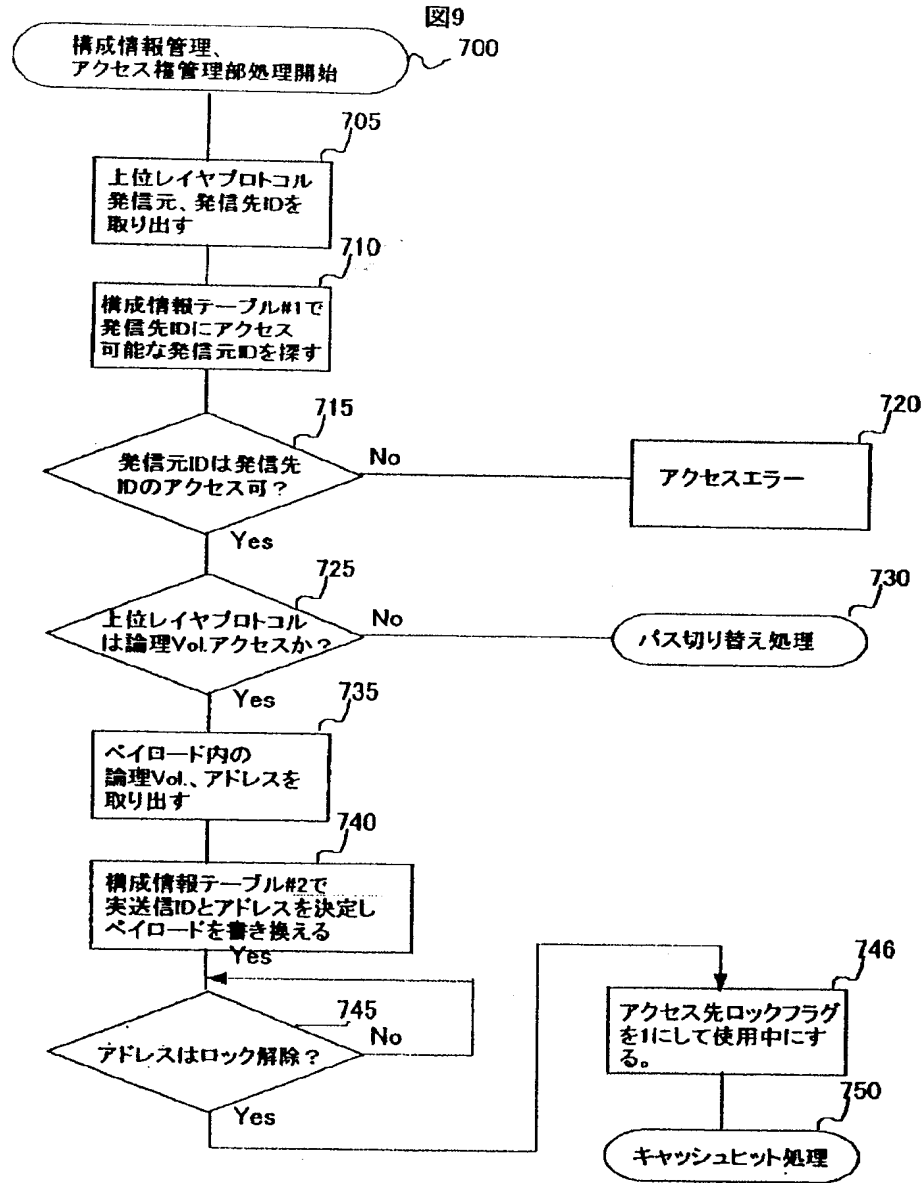 図9
構成情報管理、
アクセス権管理部処理開始
700
705
上位レイヤプロトコル
発信元、発信先IDを
取り出す
710
構成情報テーブル#1で
発信先IDにアクセス
可能な発信元IDを探す
715
発信元IDは発信先
IDのアクセス可？
No
Yes
720
アクセスエラー
725
上位レイヤプロトコル
は論理Vol.アクセスか？
No
Yes
730
パス切り替え処理
735
ペイロード内の
論理Vol.、アドレスを
取り出す
740
構成情報テーブル#2で
実送信IDとアドレスを決定し
ペイロードを書き換える
Yes
745
アドレスはロック解除？
No
Yes
746
アクセス先ロックフラグ
を1にして使用中にす
る。
750
キャッシュヒット処理